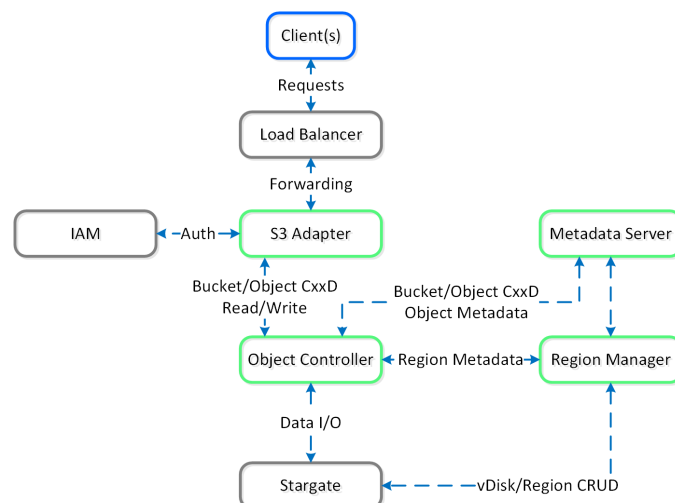 Client(s)
Requests
Load Balancer
Forwarding
IAM
Auth
S3 Adapter
Metadata Server
Bucket/Object CxxD
Read/Write
Bucket/Object CxxD
Object Metadata
Object Controller
Region Metadata
Region Manager
Data I/O
Stargate
vDisk/Region CRUD